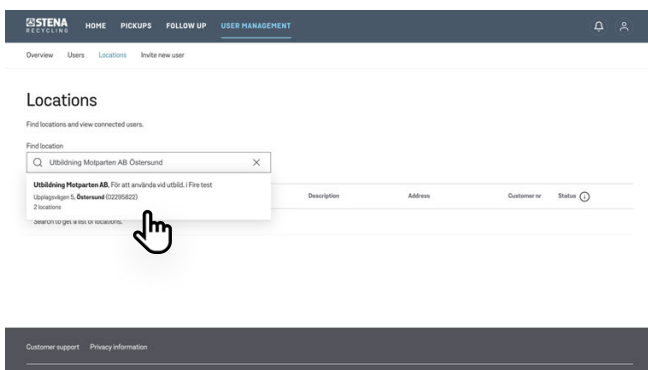 STENA
RECYCLING
HOME PICKUPS FOLLOW UP USER MANAGEMENT
Overview Users Locations Invite new user
Locations
Find locations and view connected users.
Find location
Utbildning Motparten AB Östersund
Utbildning Motparten AB, För att använda vid utbild. i Fire test
Upplagsvägen 5, Östersund (02295822)
2 locations
Description Address Customer nr Status
Search to get a list of locations.
Customer support Privacy information